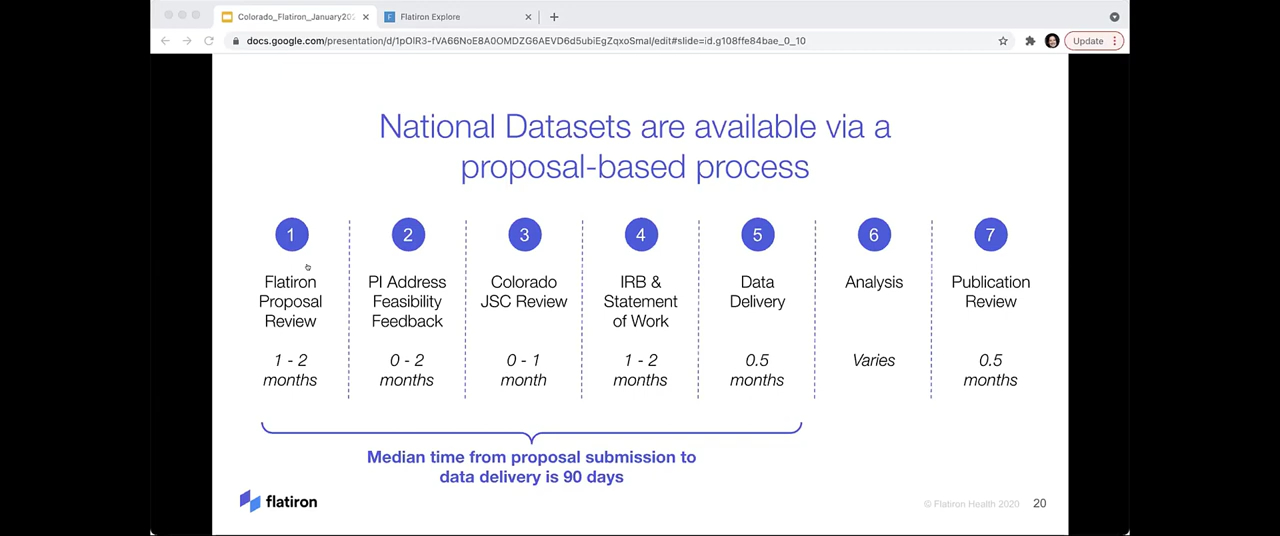 Colorado_Flatiron_January202
Flatiron Explore
docs.google.com/presentation/d/1pOIR3-fVA66NoE8A0OMDZG6AEVD6d5ubiEgZqxoSmaI/edit#slide=id.g108ffe84bae_0_10
Update
National Datasets are available via a
proposal-based process
1
2
3
4
5
6
7
Flatiron
Proposal
Review
PI Address
Feasibility
Feedback
Colorado
JSC Review
IRB &
Statement
of Work
Data
Delivery
Analysis
Publication
Review
1 - 2
months
0 - 2
months
0 - 1
month
1 - 2
months
0.5
months
Varies
0.5
months
Median time from proposal submission to
data delivery is 90 days
flatiron
© Flatiron Health 2020
20